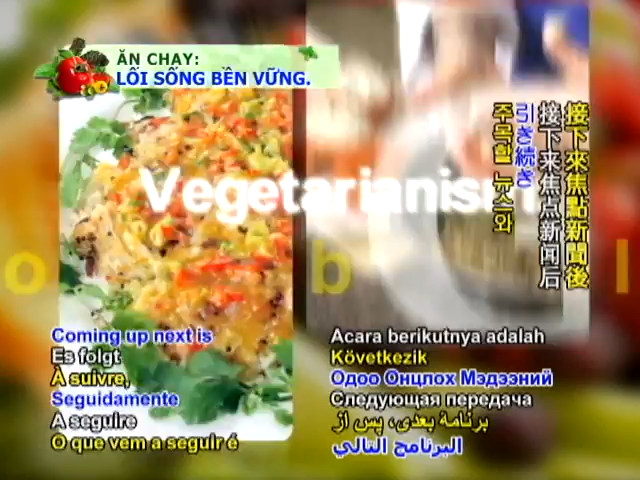 ĂN CHAY:
LỐI SỐNG BỀN VỮNG.
Vegetarianism
接下來焦點新聞後
接下来焦点新闻后
引き続き
주목할 뉴스와
o b l
Coming up next is
Es folgt
À suivre,
Seguidamente
A seguire
O que vem a seguir é
Acara berikutnya adalah
Következik
Одоо Онцлох Мэдээний
Следующая передача
برنامة بعدی، پس از
البرنامج التالي